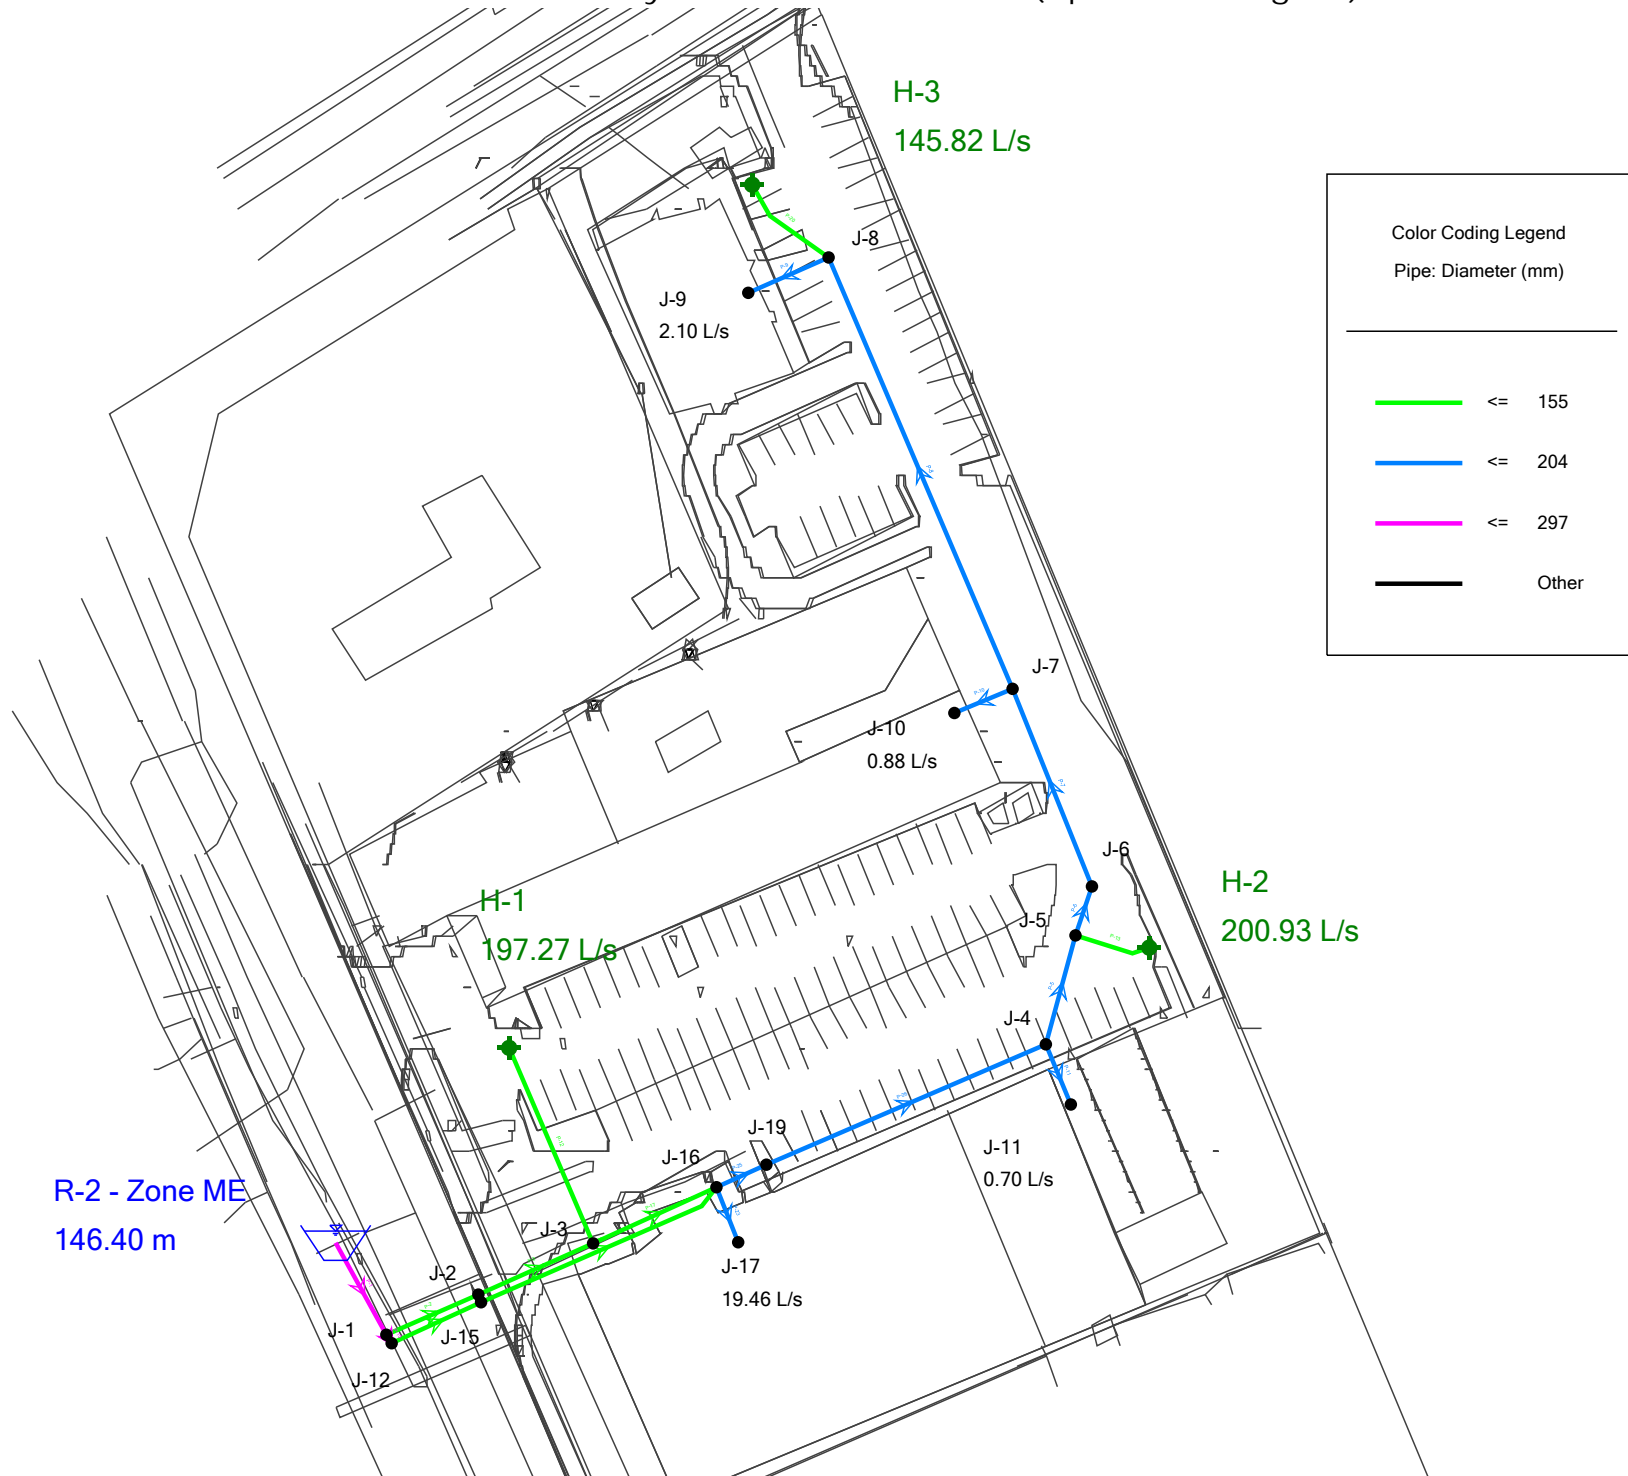 H-3
145.82 L/s
Color Coding Legend
Pipe: Diameter (mm)
<= 155
<= 204
<= 297
Other
J-8
J-9
2.10 L/s
J-7
J-10
0.88 L/s
J-6
H-2
200.93 L/s
H-1
197.27 L/s
J-5
J-4
J-19
J-16
J-11
0.70 L/s
R-2 - Zone ME
146.40 m
J-3
J-17
19.46 L/s
J-2
J-1
J-15
J-12